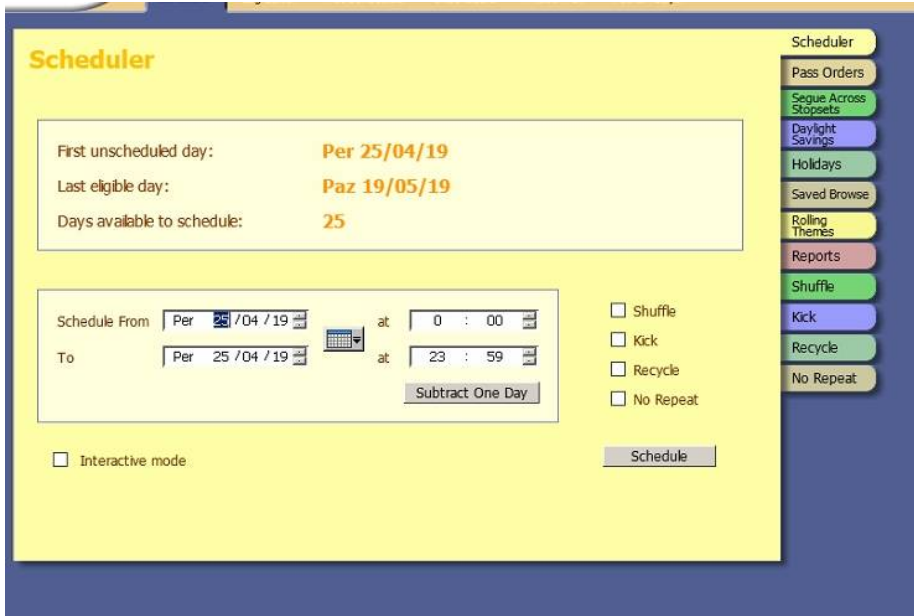 Scheduler
First unscheduled day: Per 25/04/19
Last eligible day: Paz 19/05/19
Days available to schedule: 25
Schedule From Per 25 /04 /19 at 0 : 00
To Per 25 /04 /19 at 23 : 59
Subtract One Day
Shuffle
Kick
Recycle
No Repeat
Interactive mode
Schedule
Scheduler
Pass Orders
Segue Across
Stopsets
Daylight
Savings
Holidays
Saved Browse
Rolling
Themes
Reports
Shuffle
Kick
Recycle
No Repeat